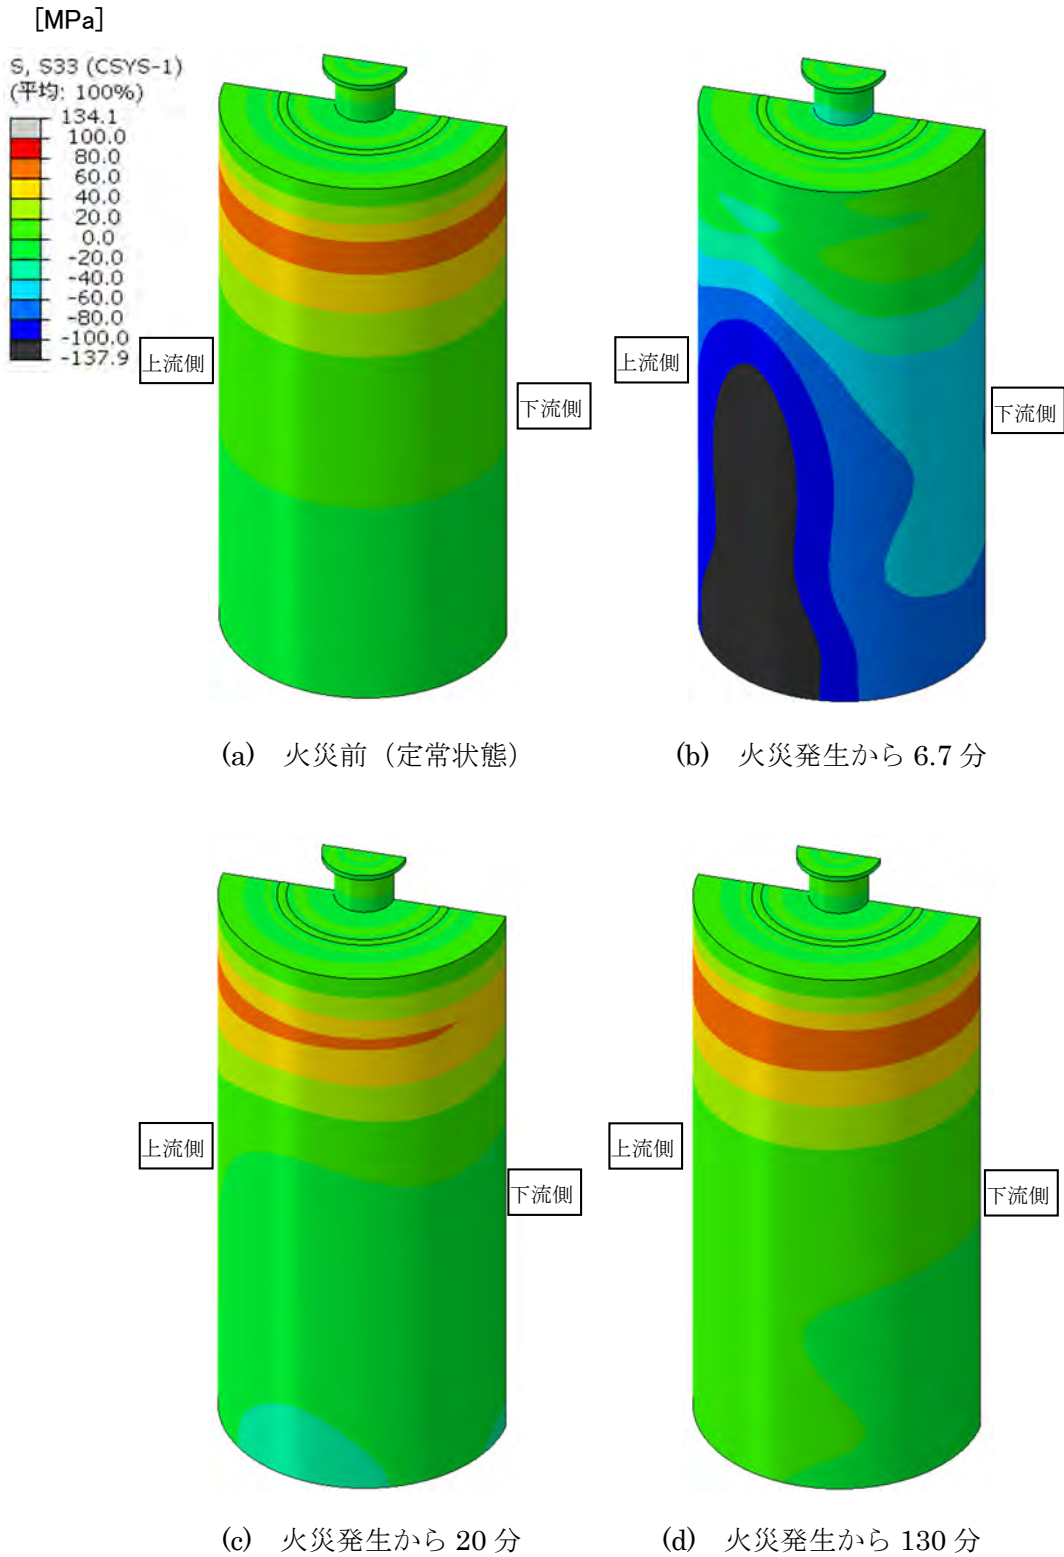 [MPa]
S, S33 (CSYS-1)
(平均: 100%)
134.1
100.0
80.0
60.0
40.0
20.0
0.0
-20.0
-40.0
-60.0
-80.0
-100.0
-137.9
上流側
下流側
上流側
下流側
(a) 火災前（定常状態）
(b) 火災発生から 6.7 分
上流側
下流側
上流側
下流側
(c) 火災発生から 20 分
(d) 火災発生から 130 分